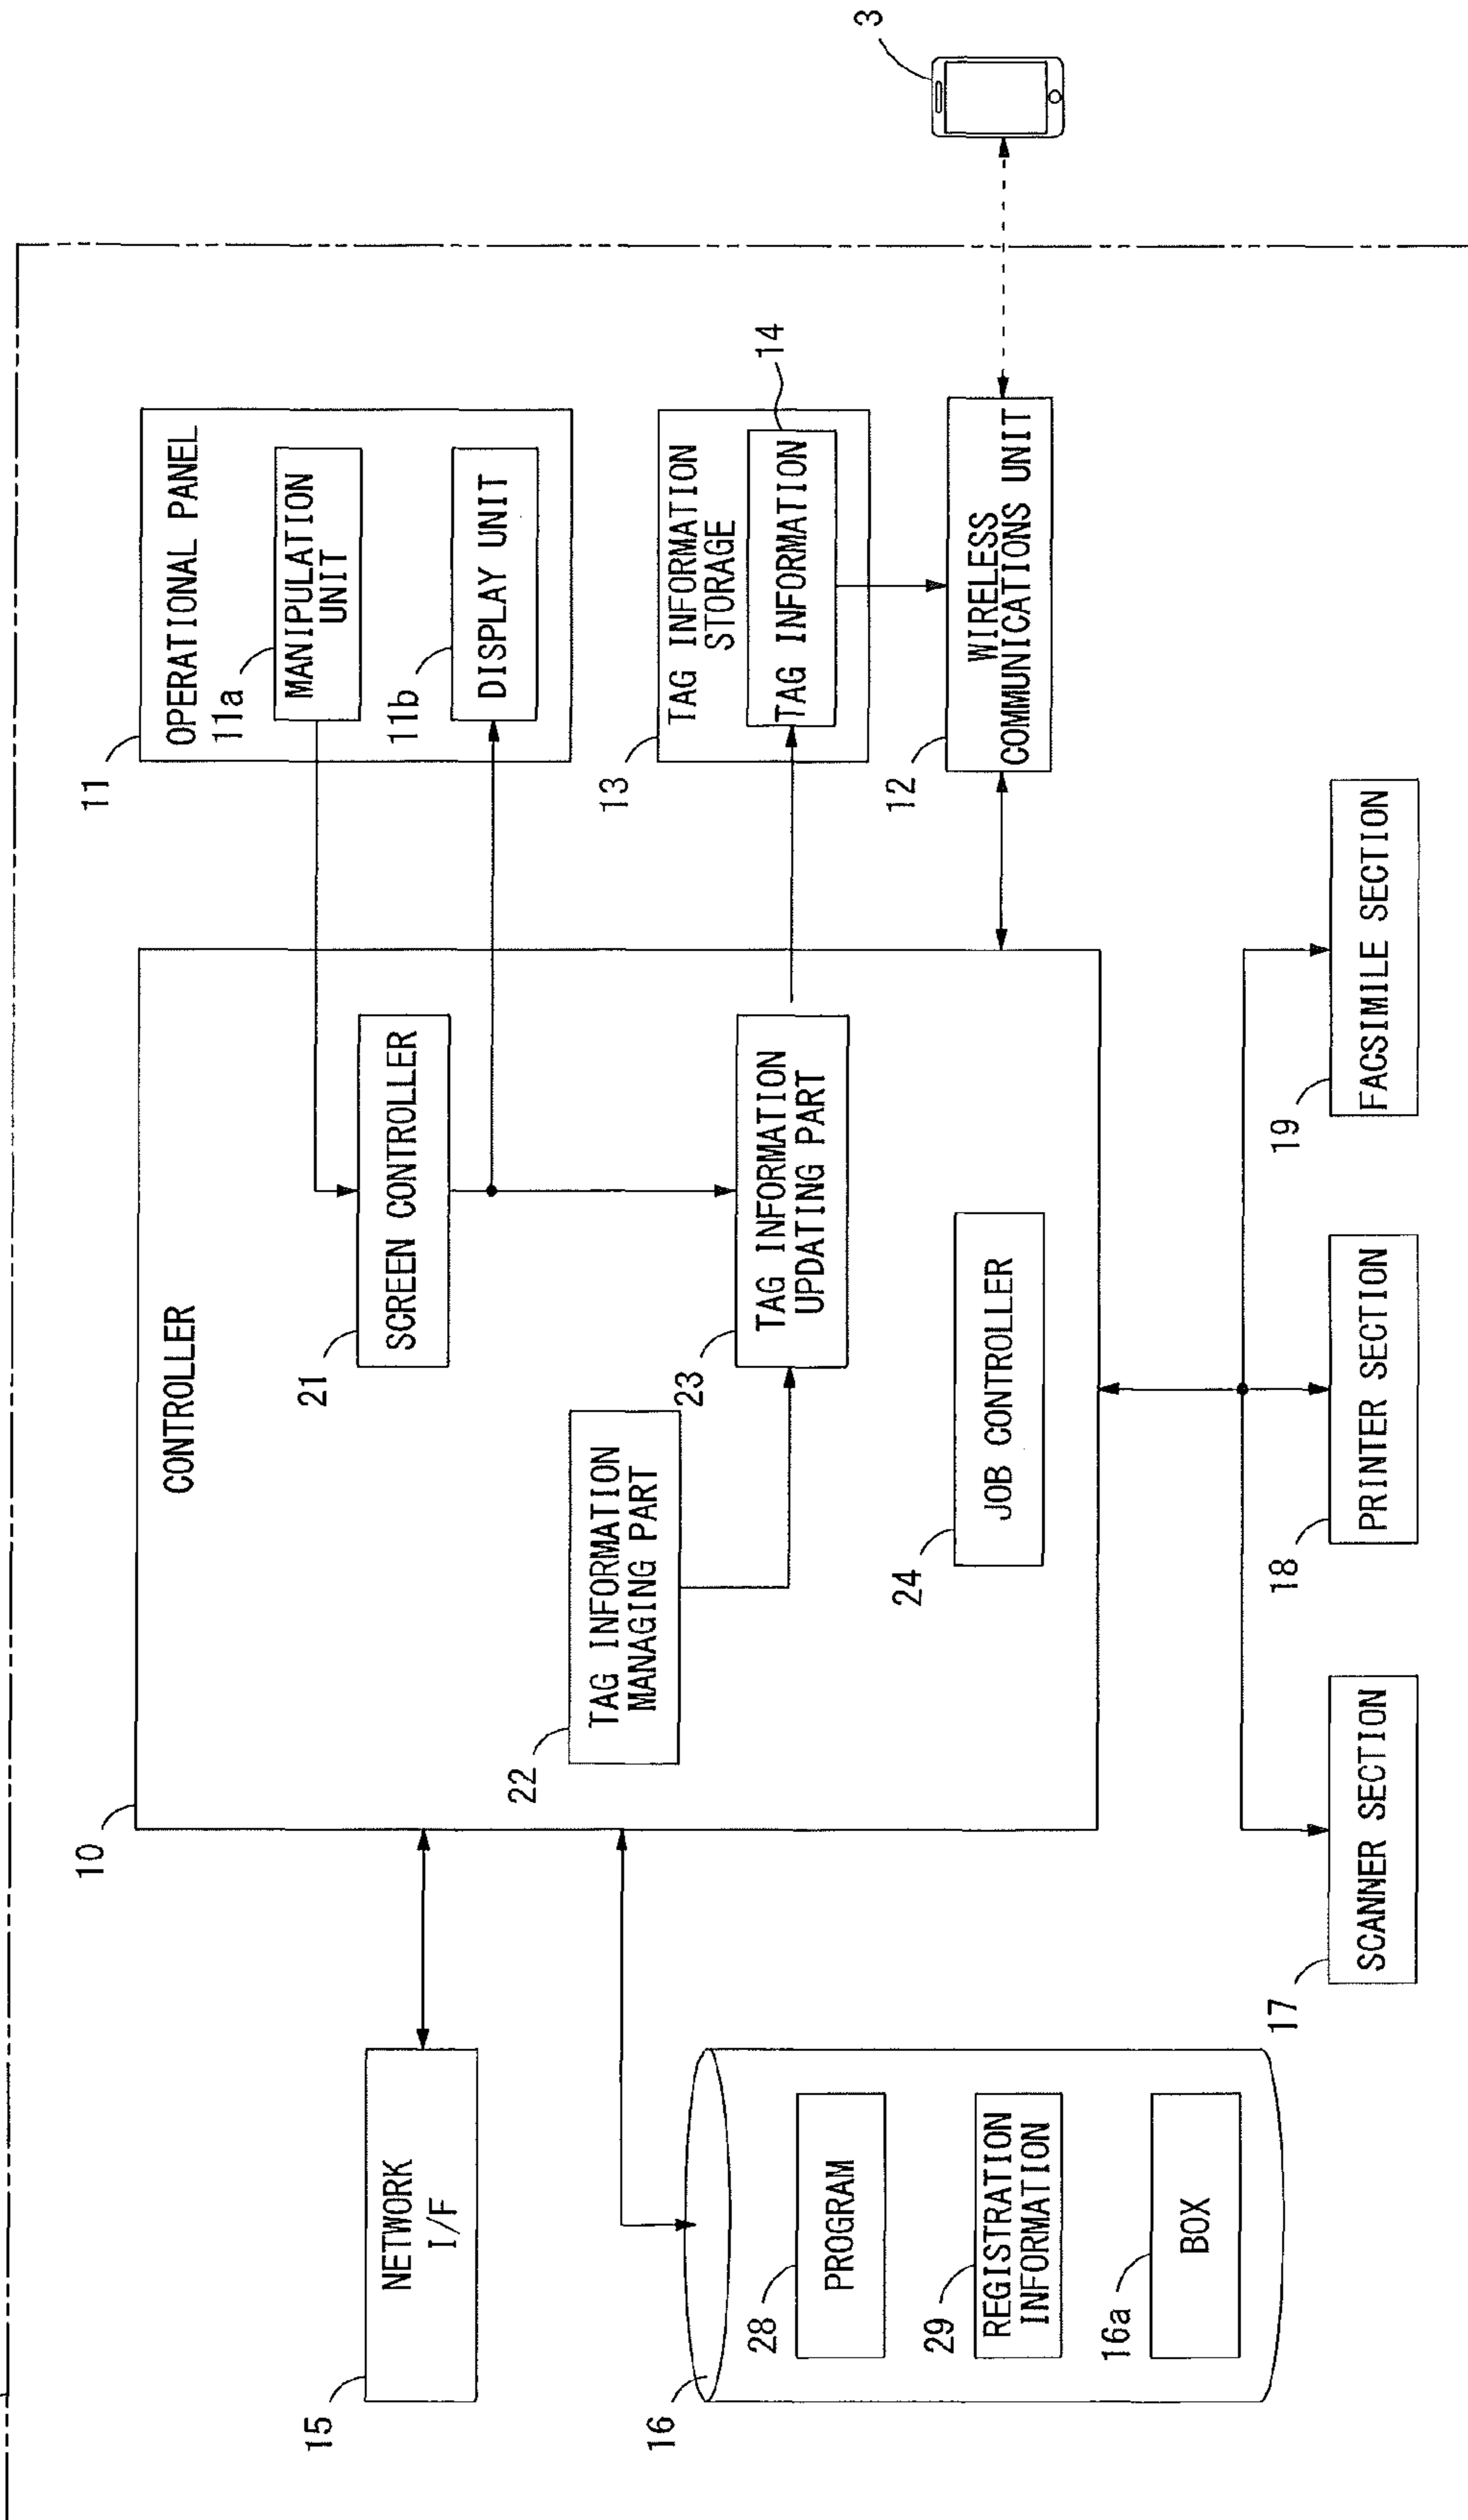 10
CONTROLLER
11
OPERATIONAL PANEL
11a
MANIPULATION
UNIT
11b
DISPLAY UNIT
15
NETWORK
I/F
21
SCREEN CONTROLLER
22
TAG INFORMATION
MANAGING PART
23
TAG INFORMATION
UPDATING PART
13
TAG INFORMATION
STORAGE
14
TAG INFORMATION
16
28
PROGRAM
29
REGISTRATION
INFORMATION
16a
BOX
24
JOB CONTROLLER
12
WIRELESS
COMMUNICATIONS UNIT
3
17
SCANNER SECTION
18
PRINTER SECTION
19
FACSIMILE SECTION